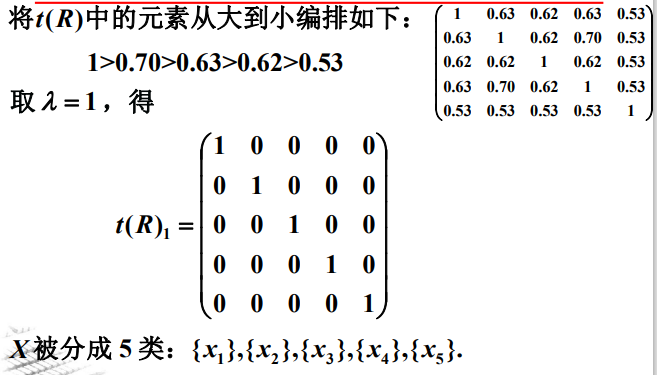 将t(R)中的元素从大到小编排如下：
1>0.70>0.63>0.62>0.53
取 λ = 1， 得
1 0.63 0.62 0.63 0.53
0.63 1 0.62 0.70 0.53
0.62 0.62 1 0.62 0.53
0.63 0.70 0.62 1 0.53
0.53 0.53 0.53 0.53 1
t(R)₁ =
1 0 0 0 0
0 1 0 0 0
0 0 1 0 0
0 0 0 1 0
0 0 0 0 1
X被分成 5 类：{x₁},{x₂},{x₃},{x₄},{x₅}.